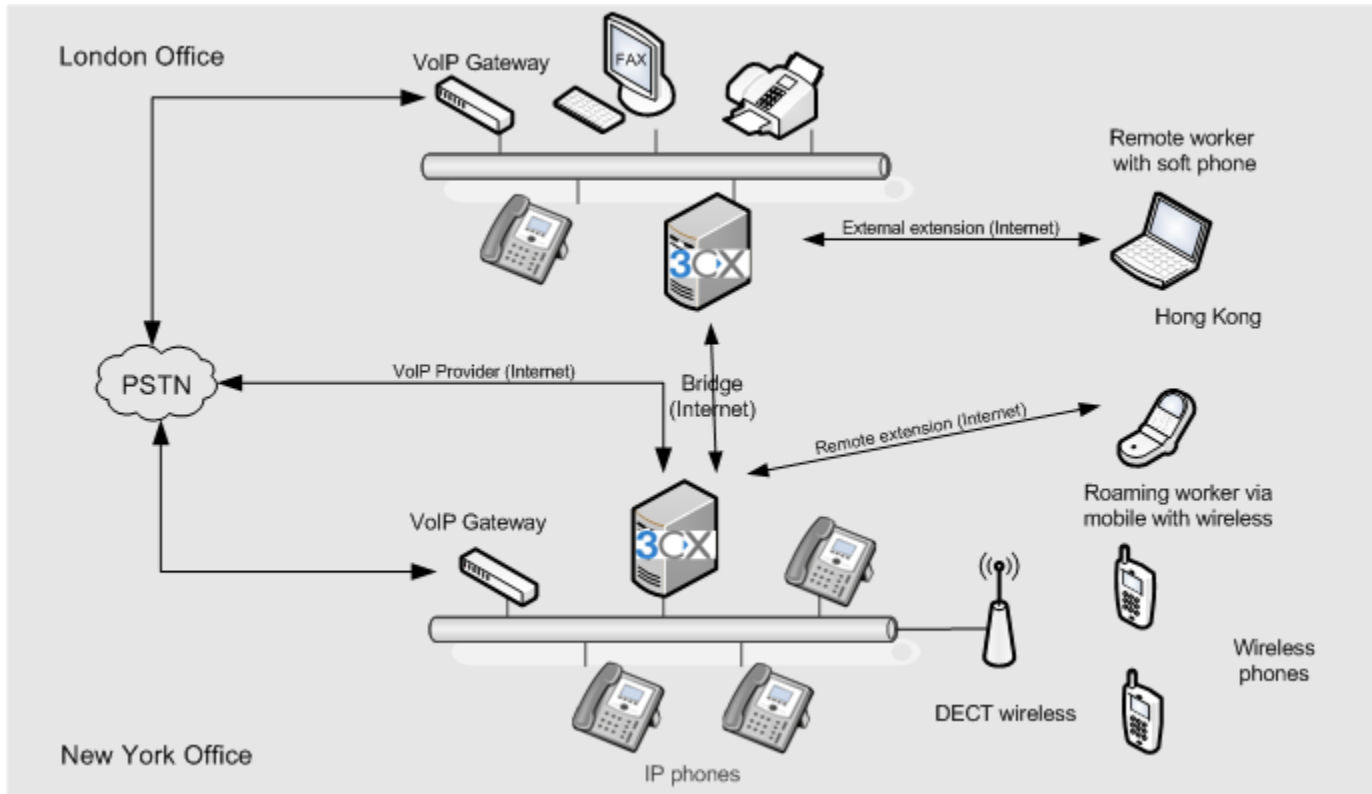 London Office
VoIP Gateway
FAX
Remote worker
with soft phone
External extension (Internet)
3CX
Hong Kong
PSTN
VoIP Provider (Internet)
Bridge
(Internet)
Remote extension (Internet)
Roaming worker via
mobile with wireless
VoIP Gateway
3CX
Wireless
phones
DECT wireless
New York Office
IP phones